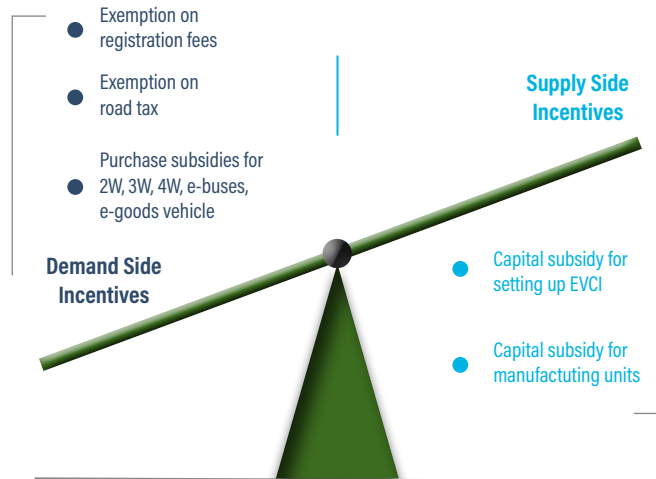 Exemption on
registration fees
Exemption on
road tax
Purchase subsidies for
2W, 3W, 4W, e-buses,
e-goods vehicle
Demand Side
Incentives
Supply Side
Incentives
Capital subsidy for
setting up EVCI
Capital subsidy for
manufactuting units